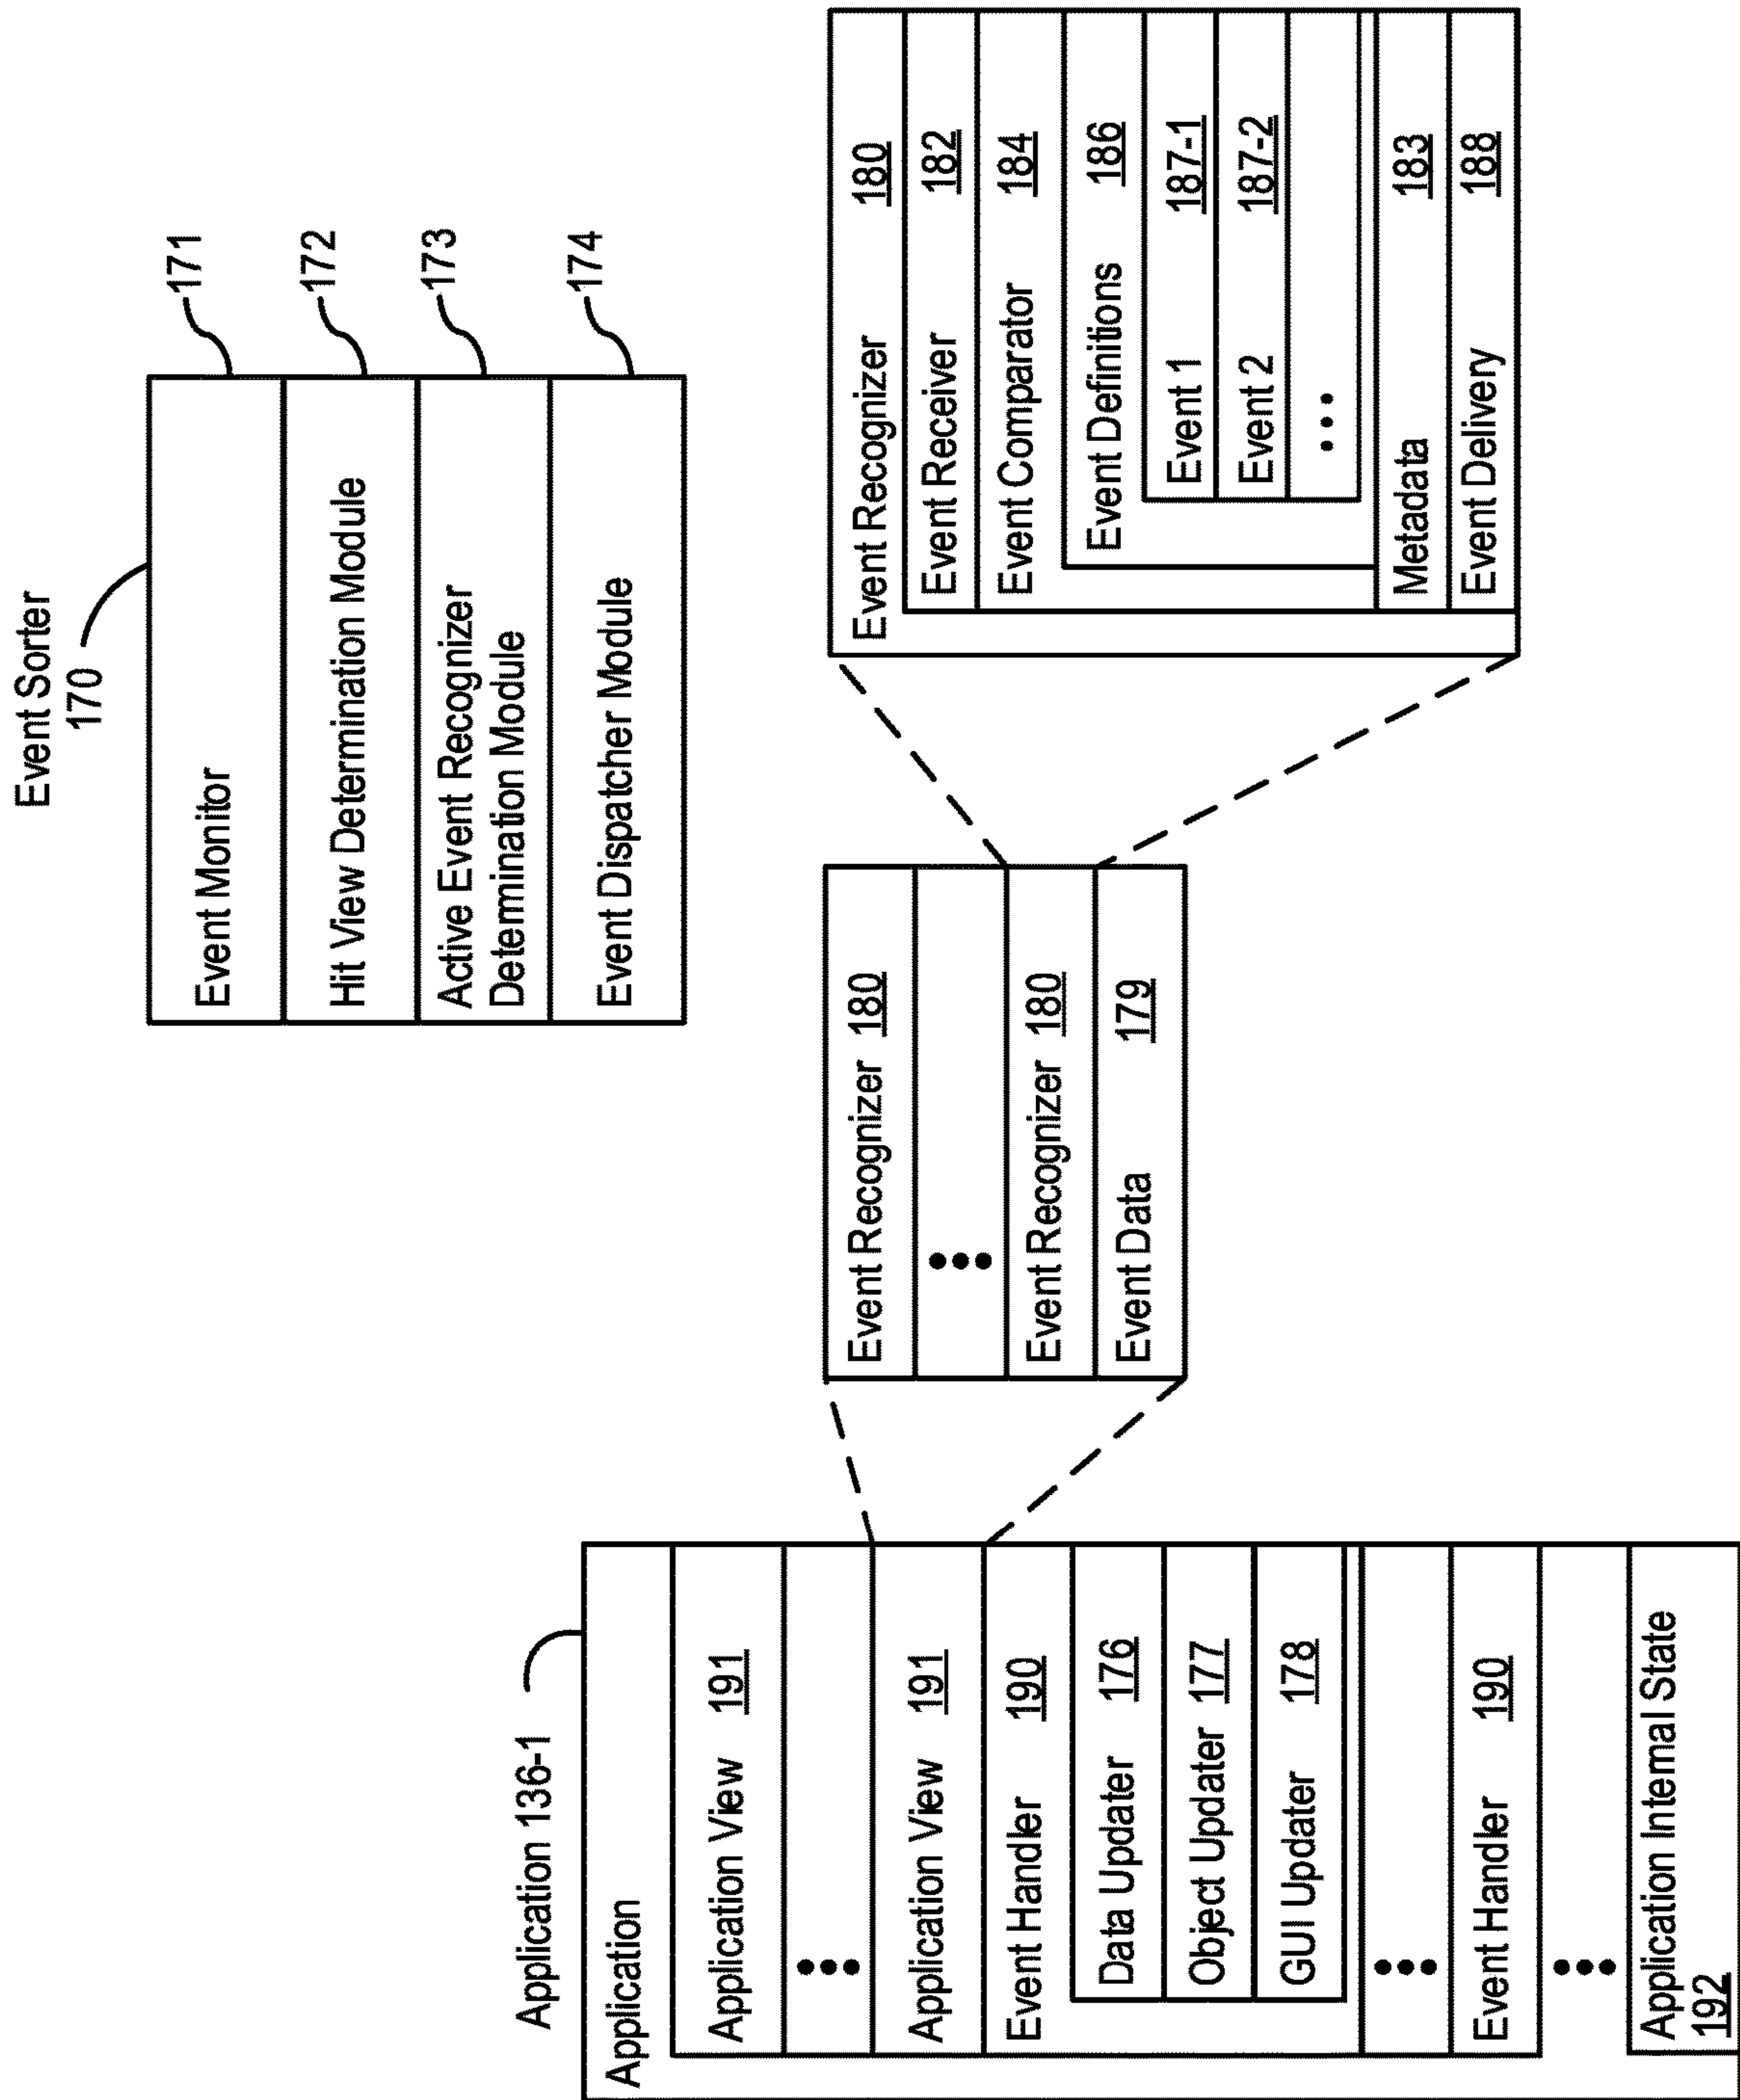 Event Sorter
170
Event Monitor
171
Hit View Determination Module
172
Active Event Recognizer
Determination Module
173
Event Dispatcher Module
174
Application 136-1
Application
Application View 191
•••
Application View 191
Event Handler 190
Data Updater 176
Object Updater 177
GUI Updater 178
•••
Event Handler 190
•••
Application Internal State
192
Event Recognizer 180
•••
Event Recognizer 180
Event Data 179
Event Recognizer 180
Event Receiver 182
Event Comparator 184
Event Definitions 186
Event 1 187-1
Event 2 187-2
•••
Metadata 183
Event Delivery 188